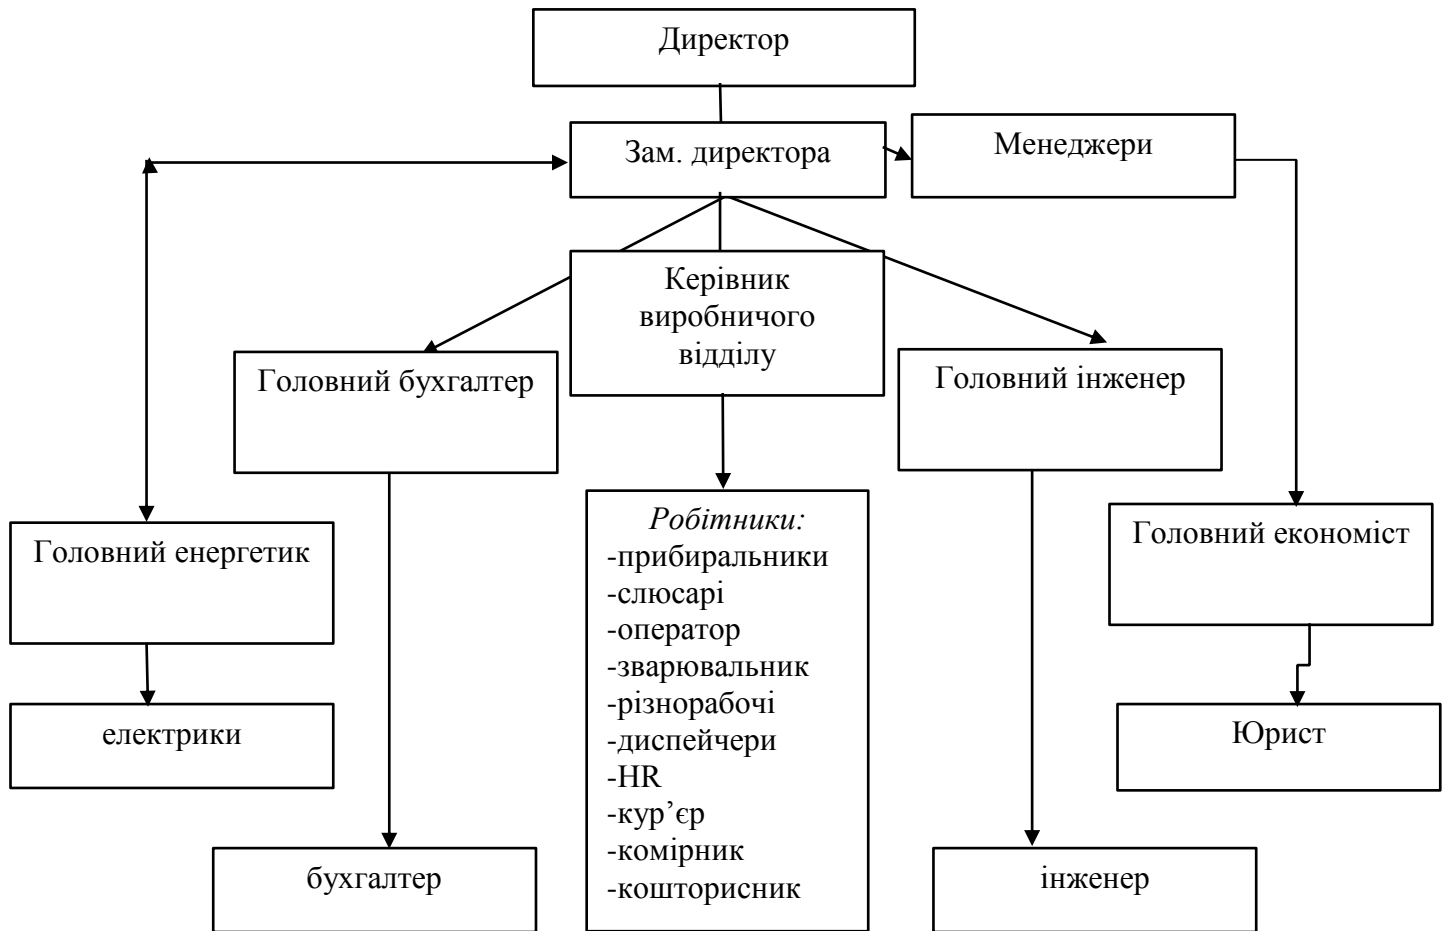 Директор
Зам. директора
Менеджери
Керівник
виробничого
відділу
Головний бухгалтер
Головний інженер
Головний енергетик
Робітники:
-прибиральники
-слюсарі
-оператор
-зварювальник
-різнорабочі
-диспейчери
-HR
-кур’єр
-комірник
-кошторисник
Головний економіст
електрики
Юрист
бухгалтер
інженер